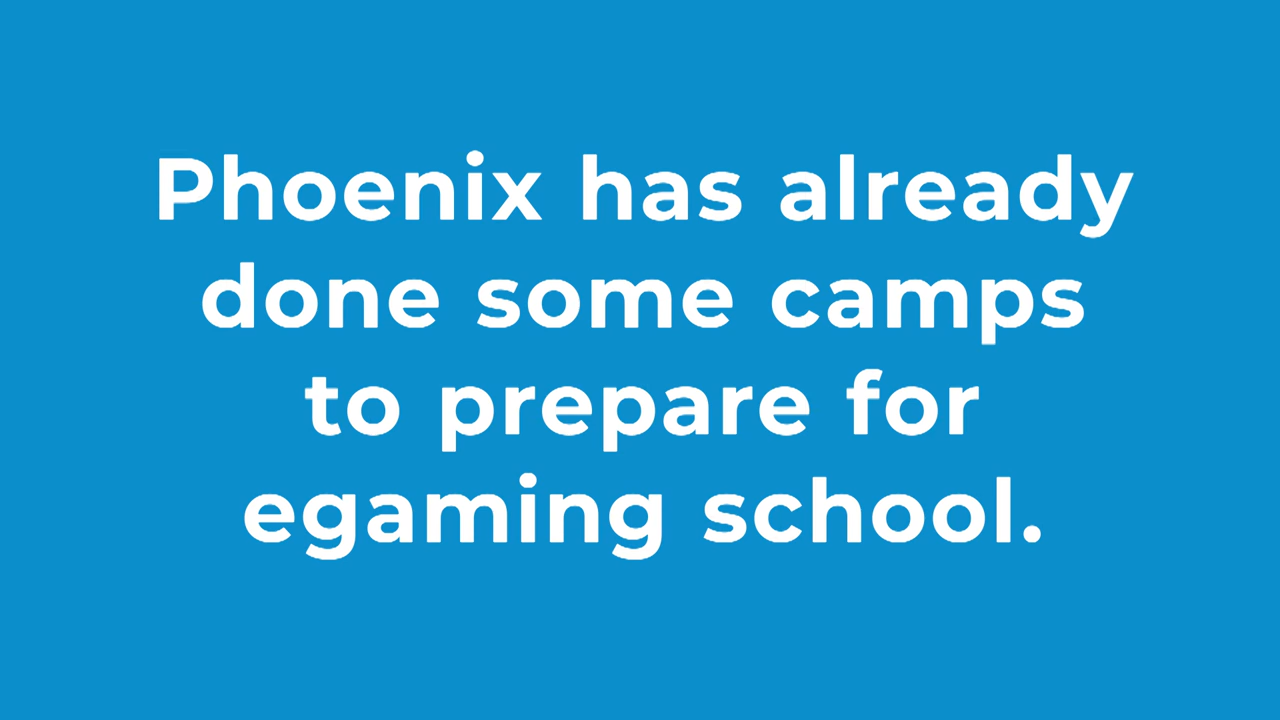 Phoenix has already
done some camps
to prepare for
egaming school.